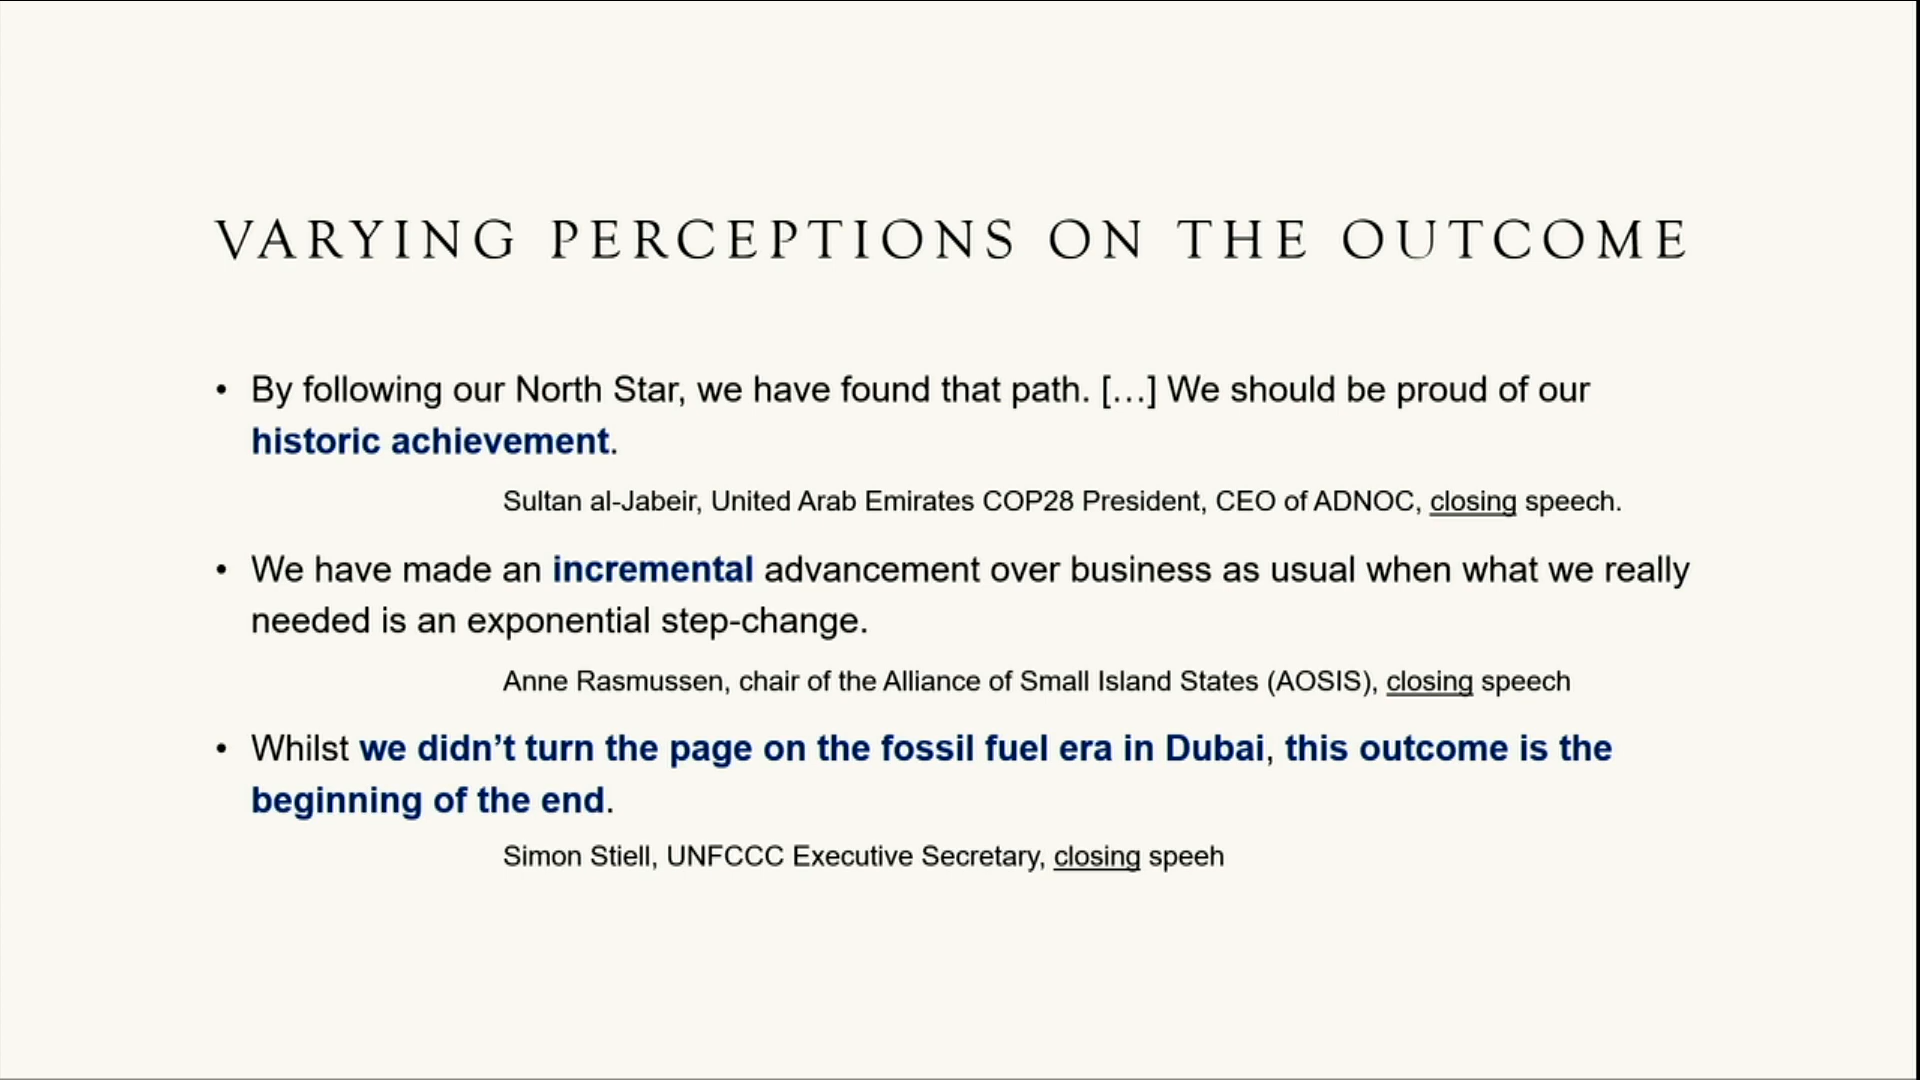 VARYING PERCEPTIONS ON THE OUTCOME
• By following our North Star, we have found that path. […] We should be proud of our
historic achievement.
Sultan al-Jabeir, United Arab Emirates COP28 President, CEO of ADNOC, closing speech.
• We have made an incremental advancement over business as usual when what we really
needed is an exponential step-change.
Anne Rasmussen, chair of the Alliance of Small Island States (AOSIS), closing speech
• Whilst we didn’t turn the page on the fossil fuel era in Dubai, this outcome is the
beginning of the end.
Simon Stiell, UNFCCC Executive Secretary, closing speeh